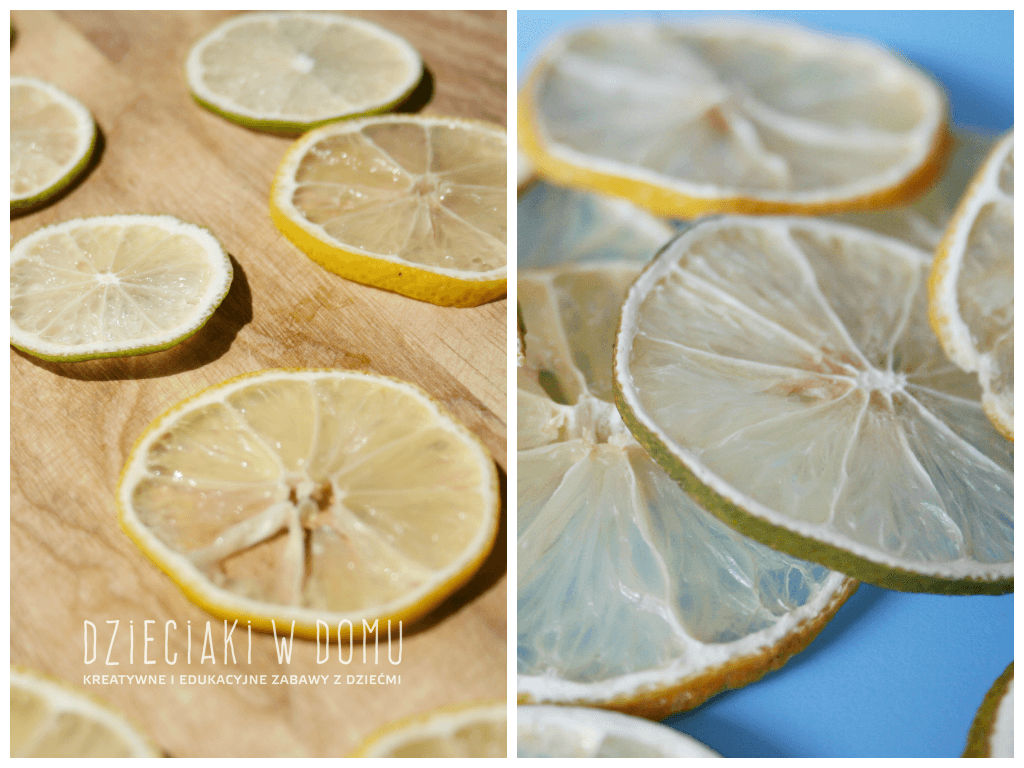 DZiECiAKi W DOMU
KREATYWNE I EDUKACYJNE ZABAWY Z DZIEĆMI